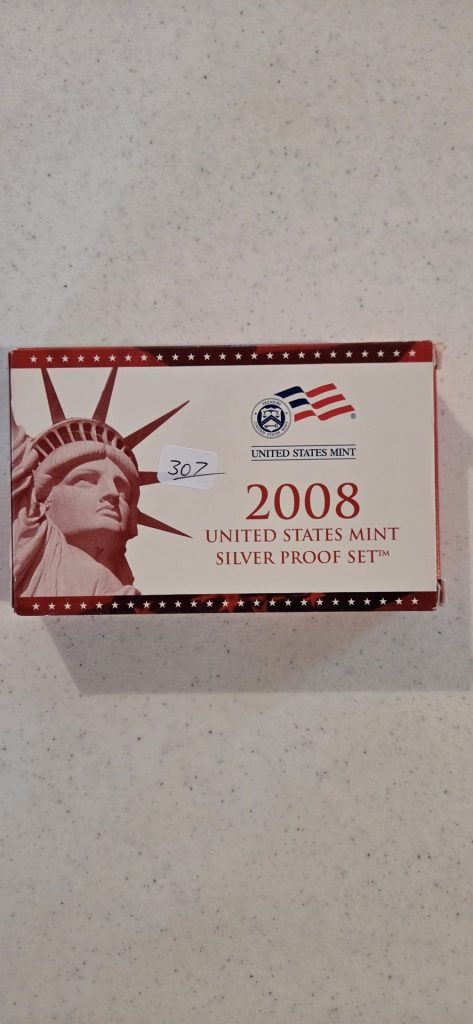 UNITED STATES MINT
307
2008
UNITED STATES MINT
SILVER PROOF SET™